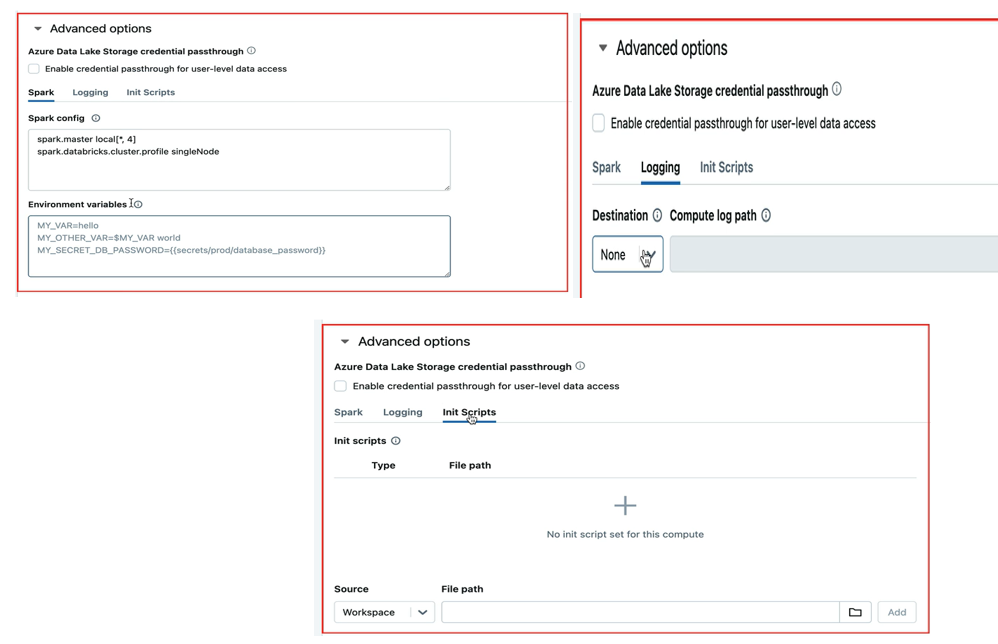 Advanced options
Azure Data Lake Storage credential passthrough
Enable credential passthrough for user-level data access
Spark Logging Init Scripts
Spark config
spark.master local[*, 4]
spark.databricks.cluster.profile singleNode
Environment variables
MY_VAR=hello
MY_OTHER_VAR=$MY_VAR world
MY_SECRET_DB_PASSWORD={{secrets/prod/database_password}}
Advanced options
Azure Data Lake Storage credential passthrough
Enable credential passthrough for user-level data access
Spark Logging Init Scripts
Destination Compute log path
None
Advanced options
Azure Data Lake Storage credential passthrough
Enable credential passthrough for user-level data access
Spark Logging Init Scripts
Init scripts
Type File path
No init script set for this compute
Source File path
Workspace Add